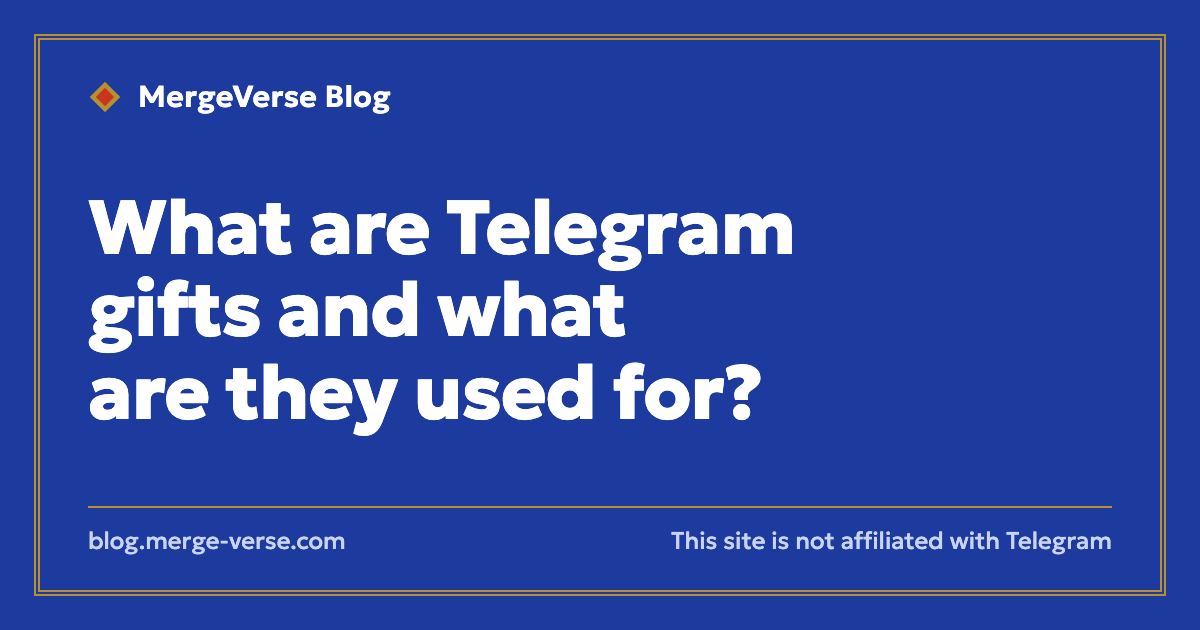 MergeVerse Blog
What are Telegram
gifts and what
are they used for?
blog.merge-verse.com
This site is not affiliated with Telegram